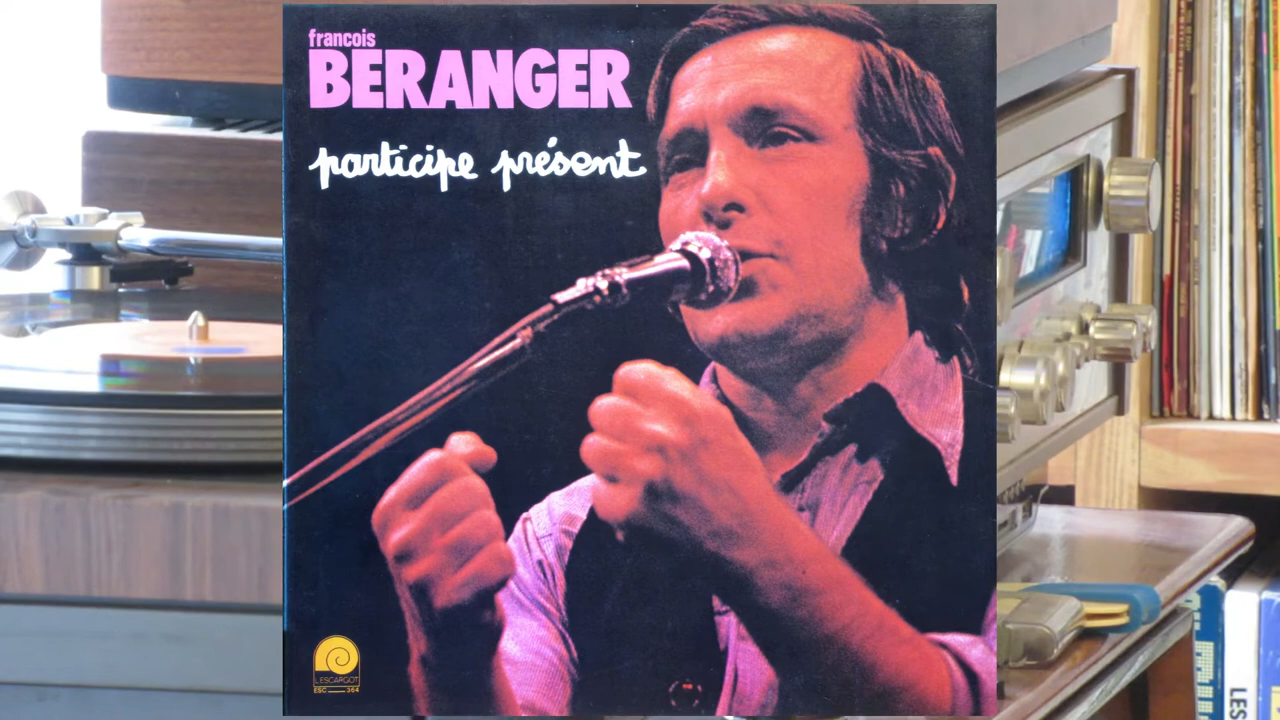 francois
BERANGER
participe présent
L'ESCARGOT
ESC 364
LES